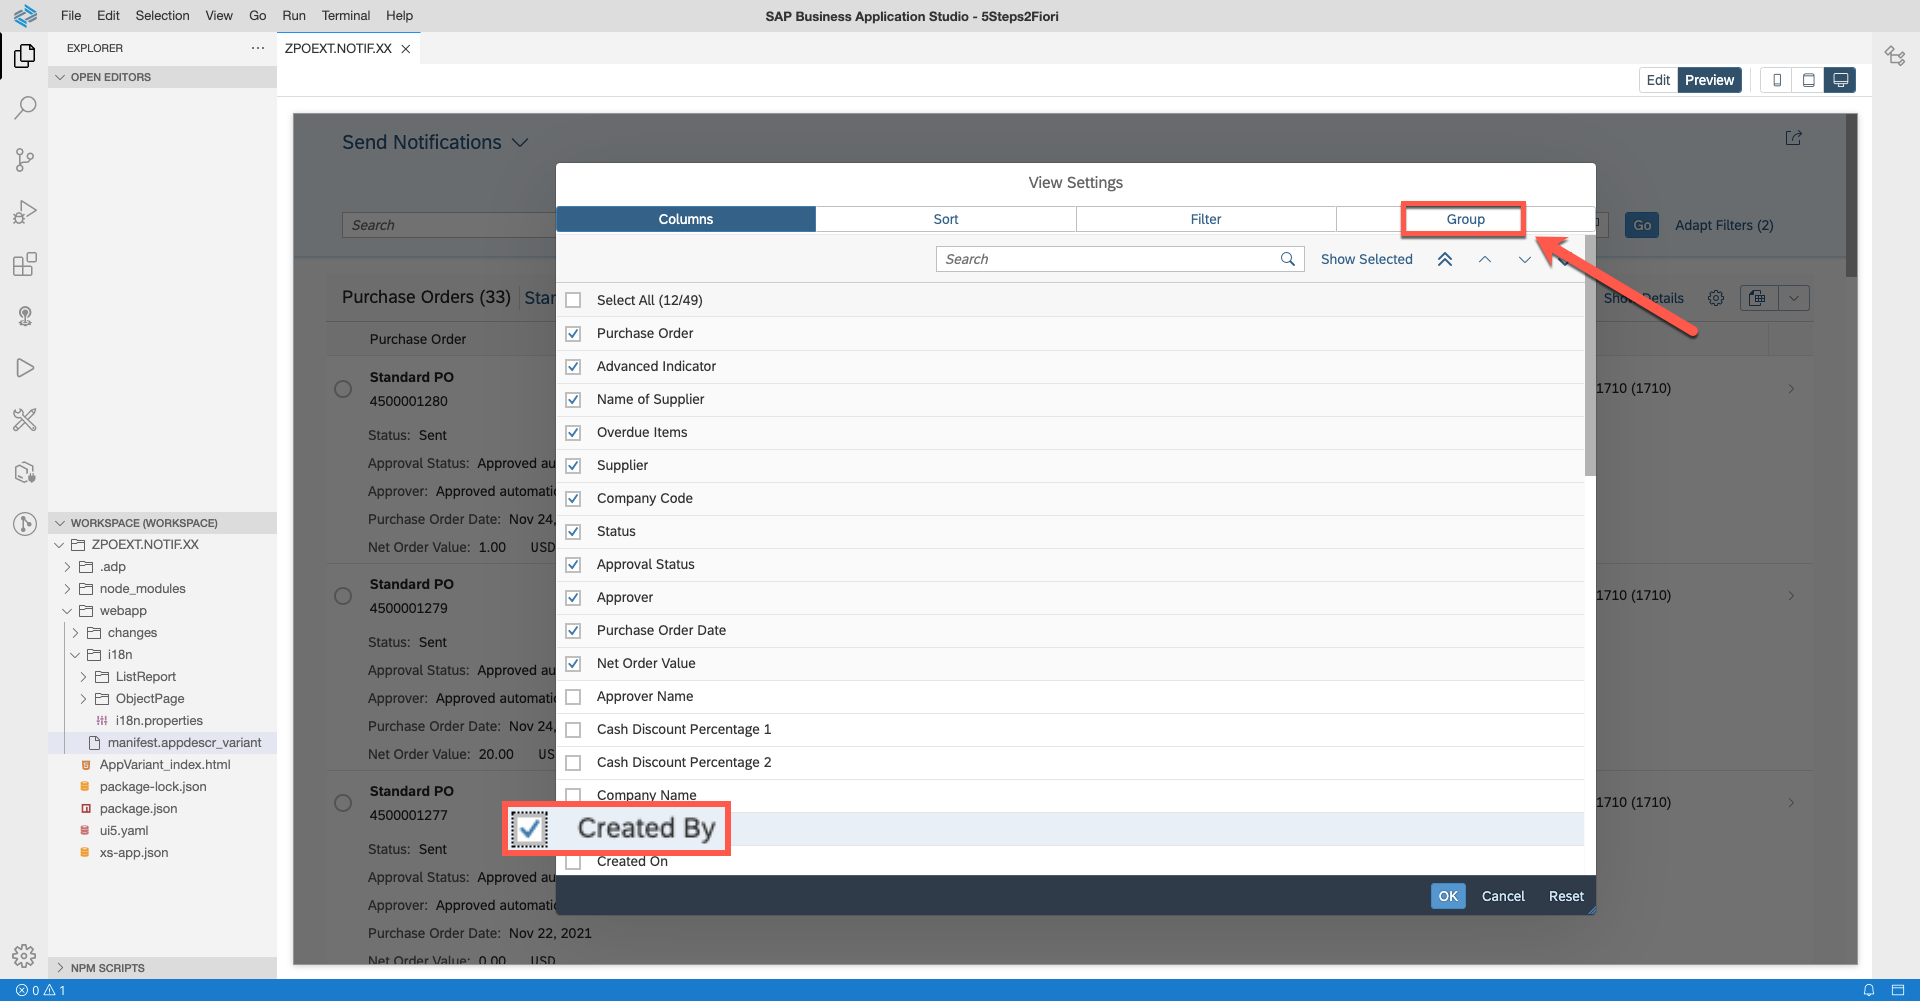 File Edit Selection View Go Run Terminal Help
SAP Business Application Studio - 5Steps2Fiori
EXPLORER
OPEN EDITORS
WORKSPACE (WORKSPACE)
ZPOEXT.NOTIF.XX
.adp
node_modules
webapp
changes
i18n
ListReport
ObjectPage
i18n.properties
manifest.appdescr_variant
AppVariant_index.html
package-lock.json
package.json
ui5.yaml
xs-app.json
NPM SCRIPTS
0 1
ZPOEXT.NOTIF.XX
Edit Preview
Send Notifications
Search
Go Adapt Filters (2)
Purchase Orders (33) Stan
Details
Purchase Order
Standard PO
4500001280
1710 (1710)
Status: Sent
Approval Status: Approved au
Approver: Approved automatic
Purchase Order Date: Nov 24,
Net Order Value: 1.00 USD
Standard PO
4500001279
1710 (1710)
Status: Sent
Approval Status: Approved au
Approver: Approved automatic
Purchase Order Date: Nov 24,
Net Order Value: 20.00 US
Standard PO
4500001277
1710 (1710)
Status: Sent
Approval Status: Approved au
Approver: Approved automatic
Purchase Order Date: Nov 22, 2021
Net Order Value: 0.00 USD
View Settings
Columns Sort Filter Group
Search
Show Selected
Select All (12/49)
Purchase Order
Advanced Indicator
Name of Supplier
Overdue Items
Supplier
Company Code
Status
Approval Status
Approver
Purchase Order Date
Net Order Value
Approver Name
Cash Discount Percentage 1
Cash Discount Percentage 2
Company Name
Created By
Created On
OK Cancel Reset